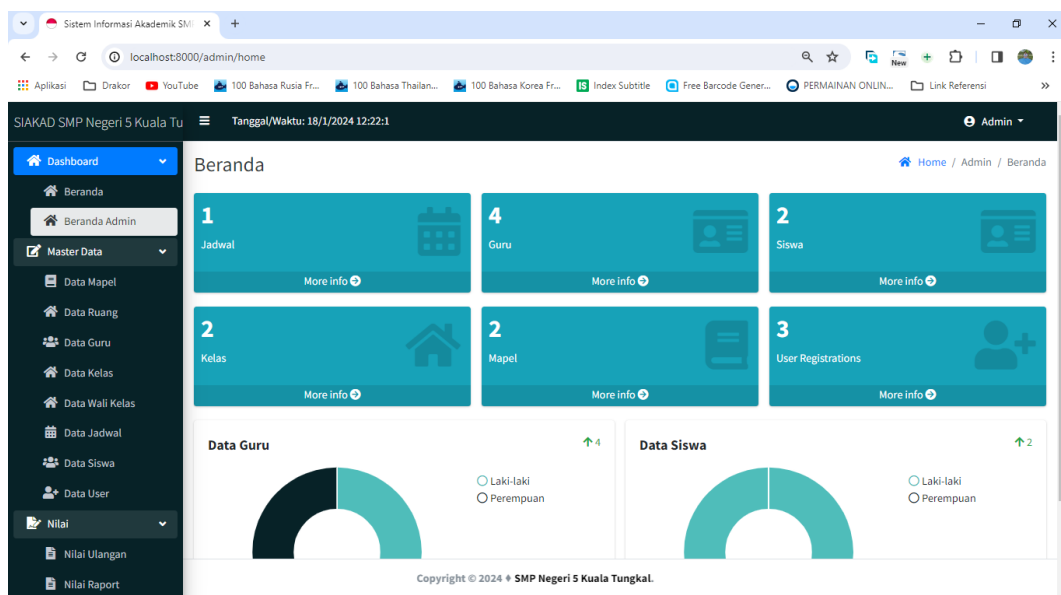 Sistem Informasi Akademik SM
localhost:8000/admin/home
New
Aplikasi Drakor YouTube 100 Bahasa Rusia Fr... 100 Bahasa Thailan... 100 Bahasa Korea Fr... IS Index Subtitle Free Barcode Gener... PERMAINAN ONLIN... Link Referensi
SIAKAD SMP Negeri 5 Kuala Tu
Tanggal/Waktu: 18/1/2024 12:22:1
Admin
Dashboard
Beranda
Beranda Admin
Master Data
Data Mapel
Data Ruang
Data Guru
Data Kelas
Data Wali Kelas
Data Jadwal
Data Siswa
Data User
Nilai
Nilai Ulangan
Nilai Raport
Beranda
Home / Admin / Beranda
1
Jadwal
More info
4
Guru
More info
2
Siswa
More info
2
Kelas
More info
2
Mapel
More info
3
User Registrations
More info
Data Guru
4
Laki-laki
Perempuan
Data Siswa
2
Laki-laki
Perempuan
Copyright © 2024 ♦ SMP Negeri 5 Kuala Tungkal.